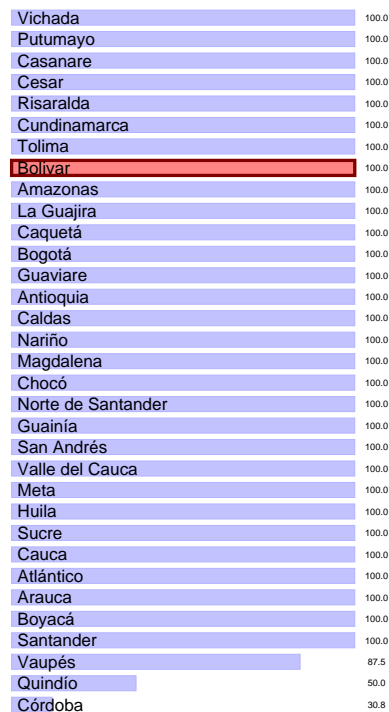 Vichada 100.0
Putumayo 100.0
Casanare 100.0
Cesar 100.0
Risaralda 100.0
Cundinamarca 100.0
Tolima 100.0
Bolivar 100.0
Amazonas 100.0
La Guajira 100.0
Caquetá 100.0
Bogotá 100.0
Guaviare 100.0
Antioquia 100.0
Caldas 100.0
Nariño 100.0
Magdalena 100.0
Chocó 100.0
Norte de Santander 100.0
Guainía 100.0
San Andrés 100.0
Valle del Cauca 100.0
Meta 100.0
Huila 100.0
Sucre 100.0
Cauca 100.0
Atlántico 100.0
Arauca 100.0
Boyacá 100.0
Santander 100.0
Vaupés 87.5
Quindío 50.0
Córdoba 30.8